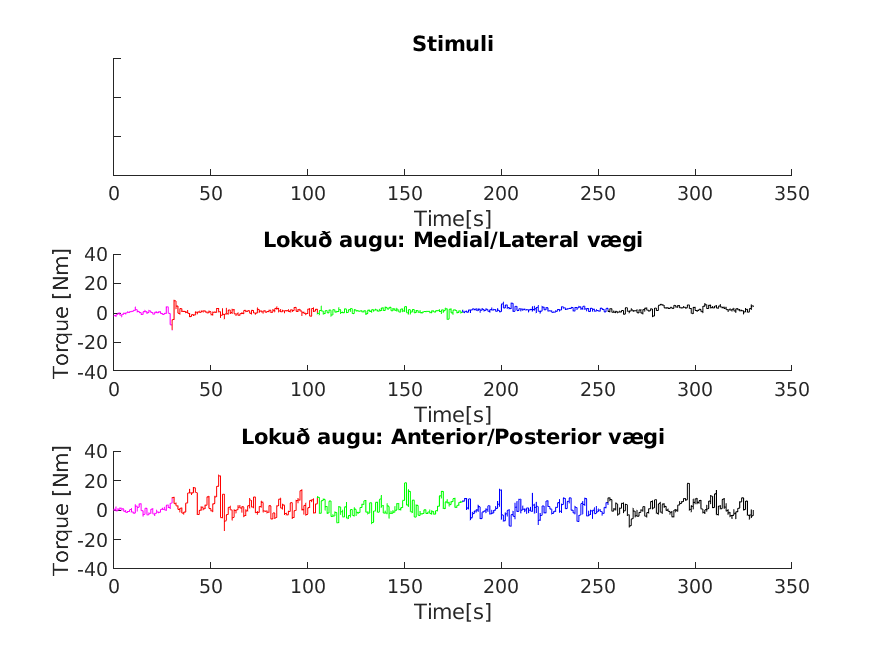 Stimuli
0 50 100 150 200 250 300 350
Time[s]
Lokuð augu: Medial/Lateral vægi
Torque [Nm]
40
20
0
-20
-40
0 50 100 150 200 250 300 350
Time[s]
Lokuð augu: Anterior/Posterior vægi
Torque [Nm]
40
20
0
-20
-40
0 50 100 150 200 250 300 350
Time[s]